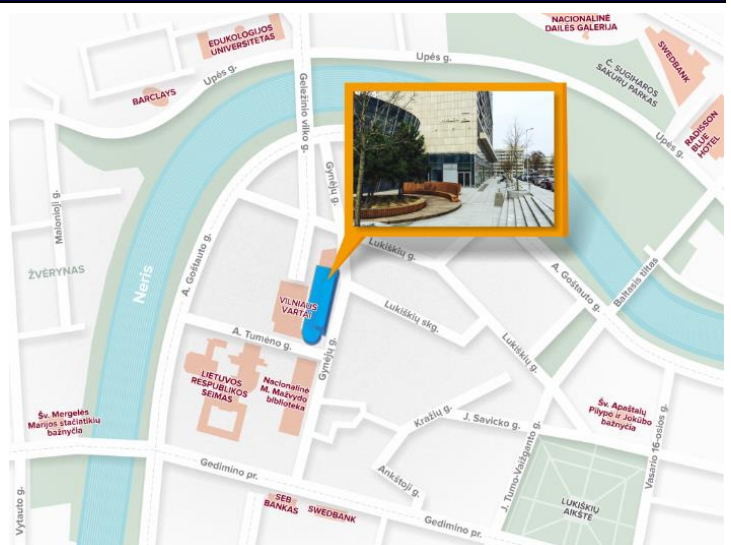 NACIONALINĖ
DAILĖS GALERIJA
EDUKOLOGIJOS
UNIVERSITETAS
SWEDBANK
Č. SUGIHAROS
SAKURŲ PARKAS
Upės g.
Upės g.
BARCLAYS
Geležinio vilko g.
Upės g.
RADISSON
BLUE
HOTEL
Gynėjų g.
Malonioji g.
A. Goštauto g.
Lukiškių g.
ŽVĖRYNAS
Neris
A. Goštauto g.
Baltasis tiltas
VILNIAUS
VARTAI
Lukiškių skg.
A. Tumėno g.
Gynėjų g.
Lukiškių g.
LIETUVOS
RESPUBLIKOS
SEIMAS
Nacionalinė
M. Mažvydo
biblioteka
Šv. Mergelės
Marijos stačiatikių
bažnyčia
Kražių g.
J. Savicko g.
Šv. Apaštalų
Pilypo ir Jokūbo
bažnyčia
Vasario 16-osios g.
J. Tumo-Vaižganto g.
Gedimino pr.
Ankštoji g.
Vytauto g.
SEB
BANKAS
SWEDBANK
Gedimino pr.
LUKIŠKIŲ
AIKŠTĖ